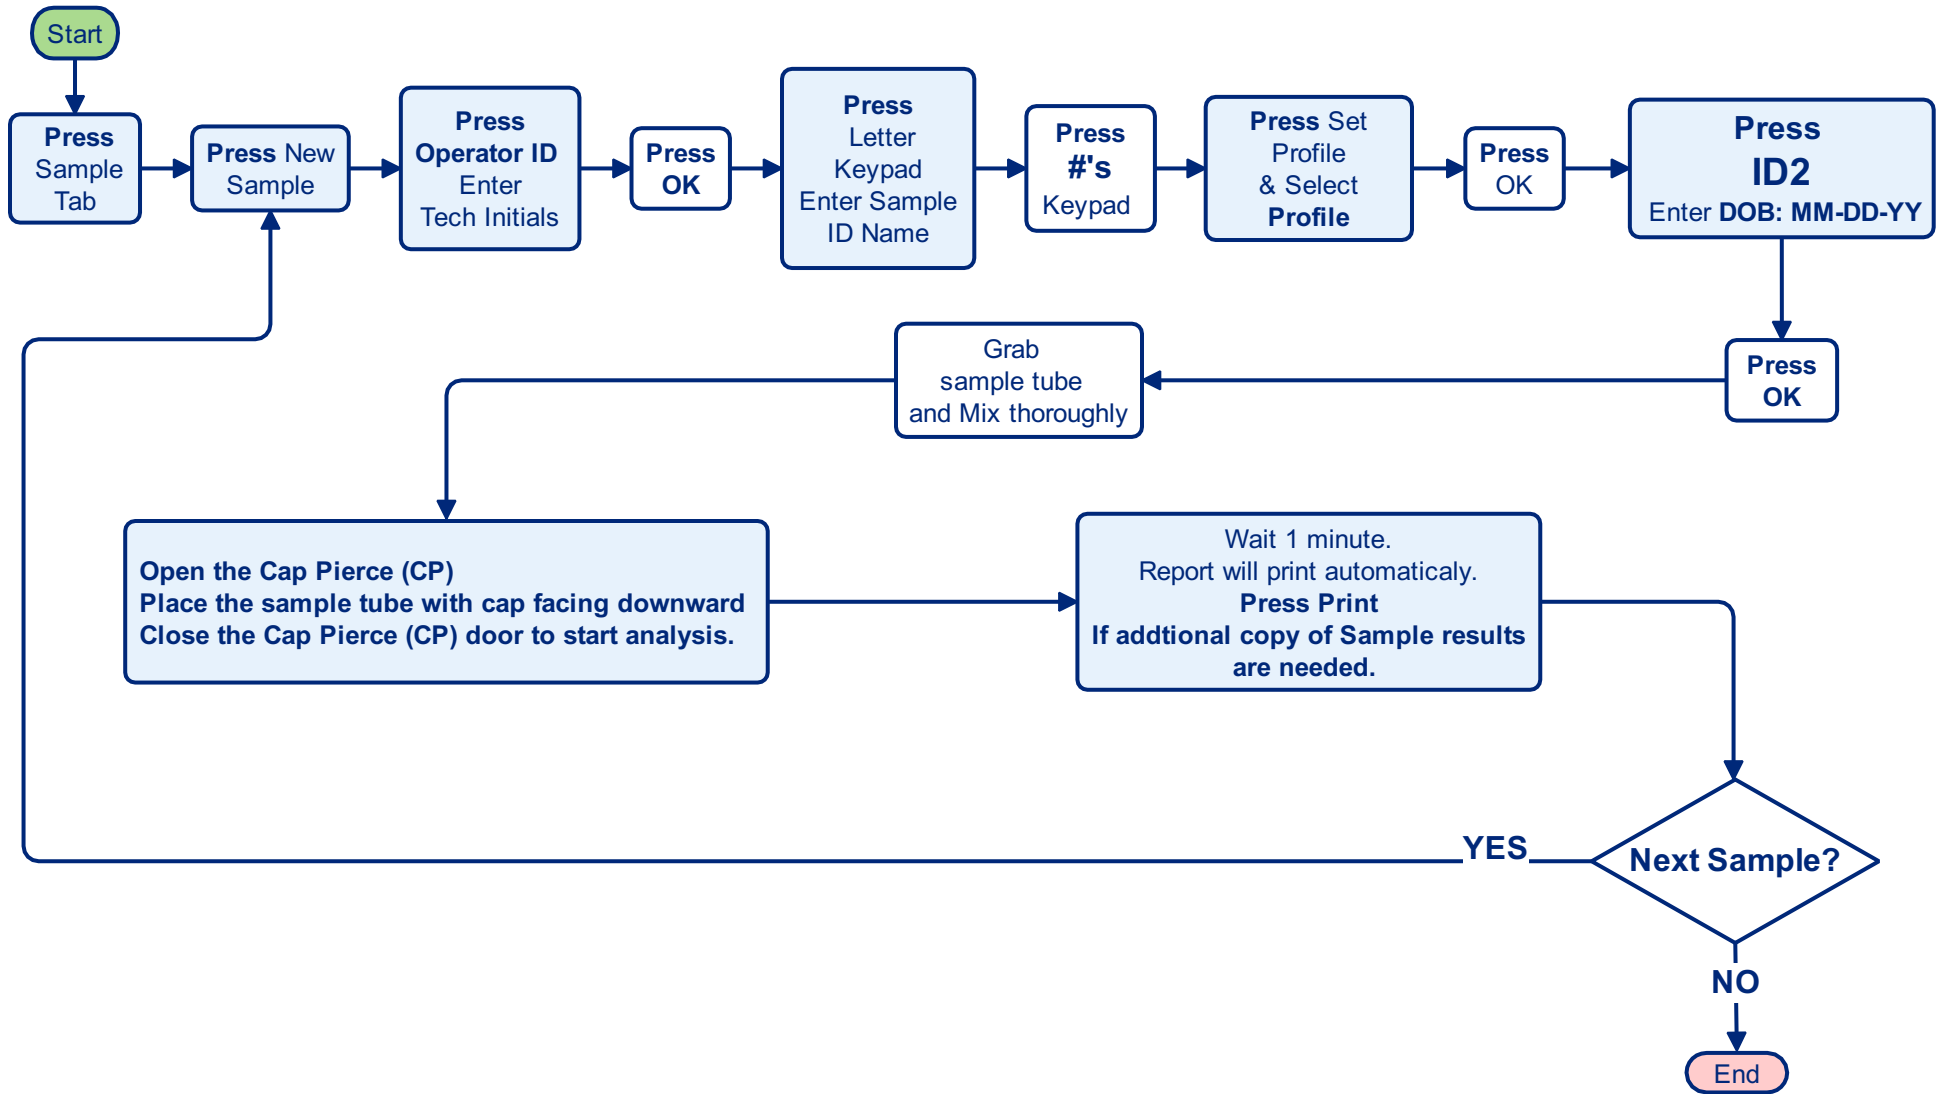 Start
Press
Sample
Tab
Press New
Sample
Press
Operator ID
Enter
Tech Initials
Press
OK
Press
Letter
Keypad
Enter Sample
ID Name
Press
#'s
Keypad
Press Set
Profile
& Select
Profile
Press
OK
Press
ID2
Enter DOB: MM-DD-YY
Press
OK
Grab
sample tube
and Mix thoroughly
Open the Cap Pierce (CP)
Place the sample tube with cap facing downward
Close the Cap Pierce (CP) door to start analysis.
Wait 1 minute.
Report will print automaticaly.
Press Print
If addtional copy of Sample results
are needed.
Next Sample?
YES
NO
End